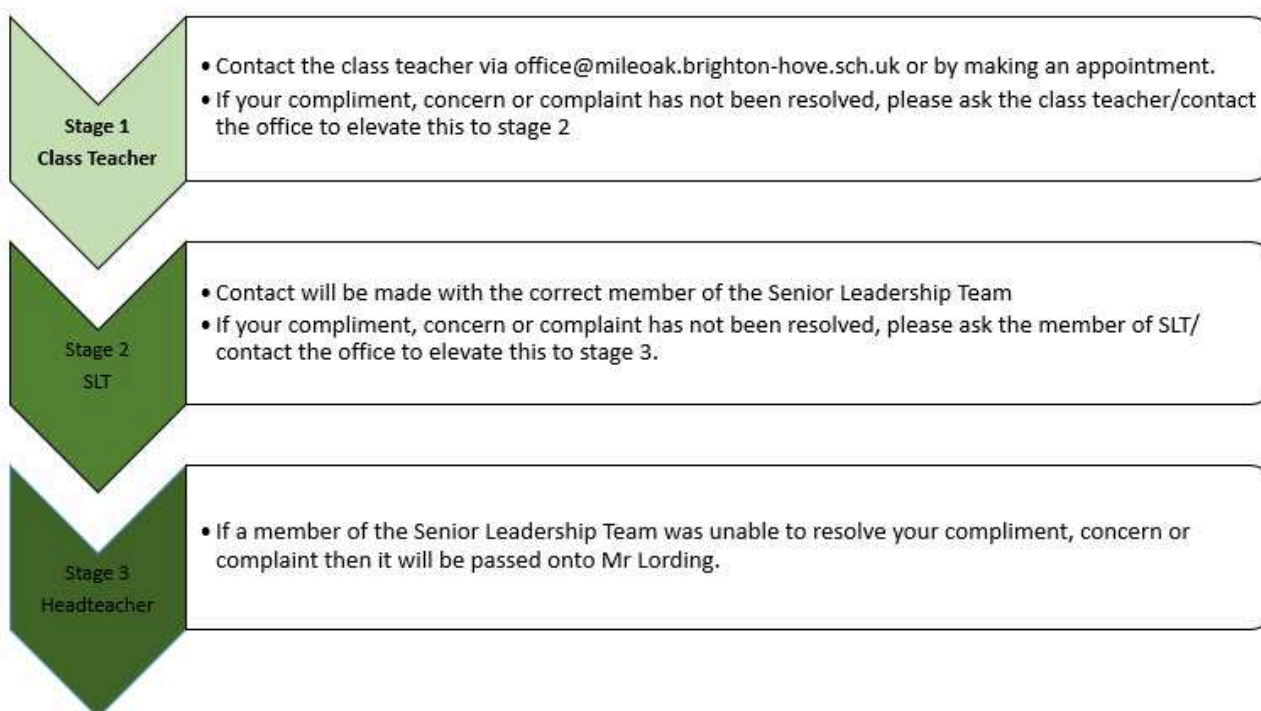 Stage 1
Class Teacher
• Contact the class teacher via office@mileoak.brighton-hove.sch.uk or by making an appointment.
• If your compliment, concern or complaint has not been resolved, please ask the class teacher/contact
the office to elevate this to stage 2
Stage 2
SLT
• Contact will be made with the correct member of the Senior Leadership Team
• If your compliment, concern or complaint has not been resolved, please ask the member of SLT/
contact the office to elevate this to stage 3.
Stage 3
Headteacher
• If a member of the Senior Leadership Team was unable to resolve your compliment, concern or
complaint then it will be passed onto Mr Lording.